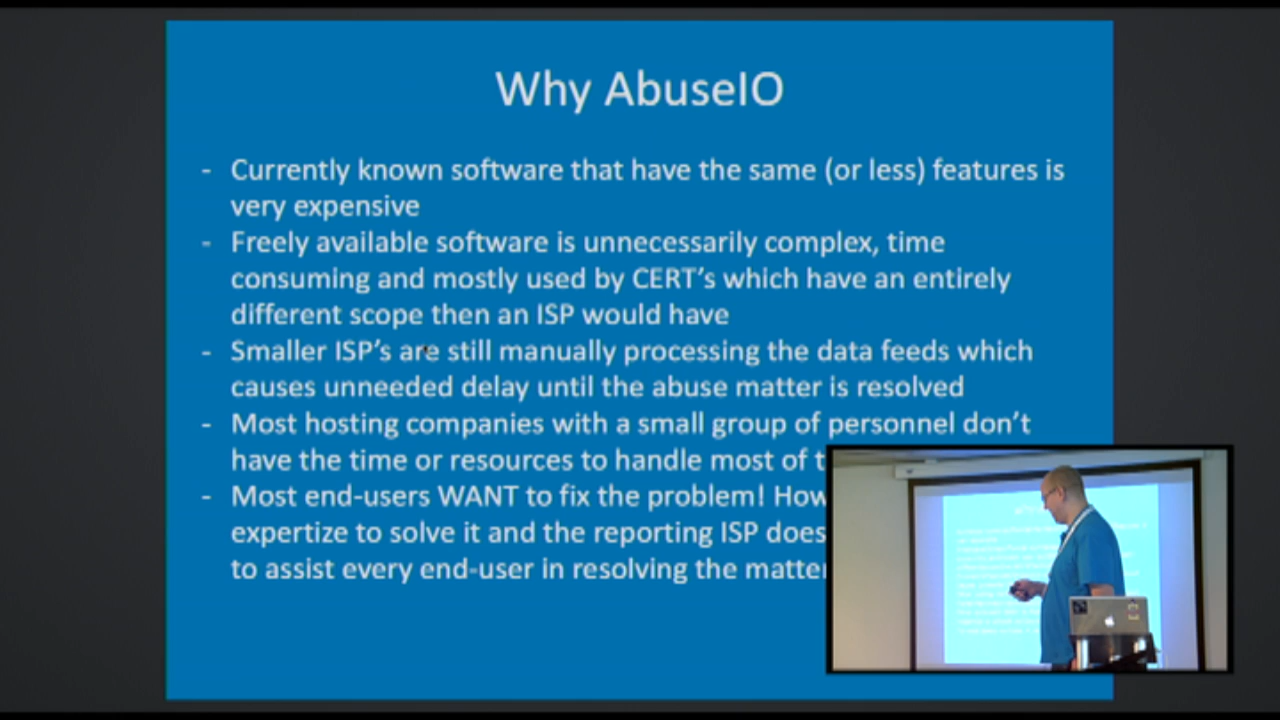 Why AbuseIO
- Currently known software that have the same (or less) features is
very expensive
- Freely available software is unnecessarily complex, time
consuming and mostly used by CERT's which have an entirely
different scope then an ISP would have
- Smaller ISP's are still manually processing the data feeds which
causes unneeded delay until the abuse matter is resolved
- Most hosting companies with a small group of personnel don't
have the time or resources to handle most of
- Most end-users WANT to fix the problem!
expertize to solve it and the reporting ISP does
to assist every end-user in resolving the matter